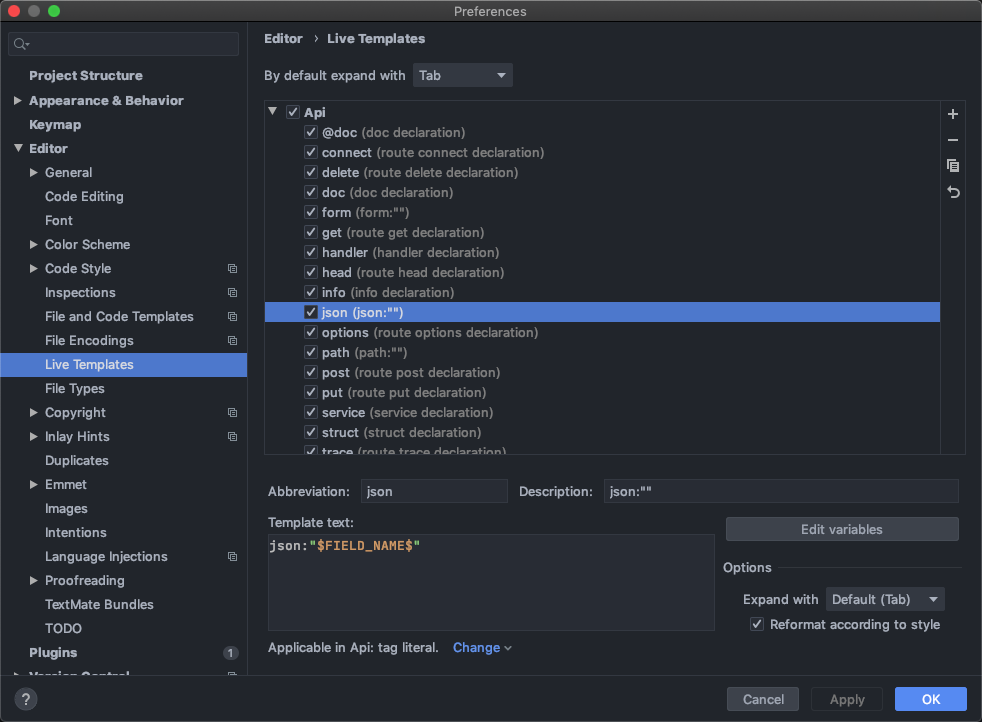 Preferences
Project Structure
Appearance & Behavior
Keymap
Editor
General
Code Editing
Font
Color Scheme
Code Style
Inspections
File and Code Templates
File Encodings
Live Templates
File Types
Copyright
Inlay Hints
Duplicates
Emmet
Images
Intentions
Language Injections
Proofreading
TextMate Bundles
TODO
Plugins 1
Version Control
Editor › Live Templates
By default expand with Tab
Api
@doc (doc declaration)
connect (route connect declaration)
delete (route delete declaration)
doc (doc declaration)
form (form:"")
get (route get declaration)
handler (handler declaration)
head (route head declaration)
info (info declaration)
json (json:"")
options (route options declaration)
path (path:"")
post (route post declaration)
put (route put declaration)
service (service declaration)
struct (struct declaration)
trace (route trace declaration)
Abbreviation: json Description: json:""
Template text:
json:"$FIELD_NAME$"
Edit variables
Options
Expand with Default (Tab)
Reformat according to style
Applicable in Api: tag literal. Change
? Cancel Apply OK